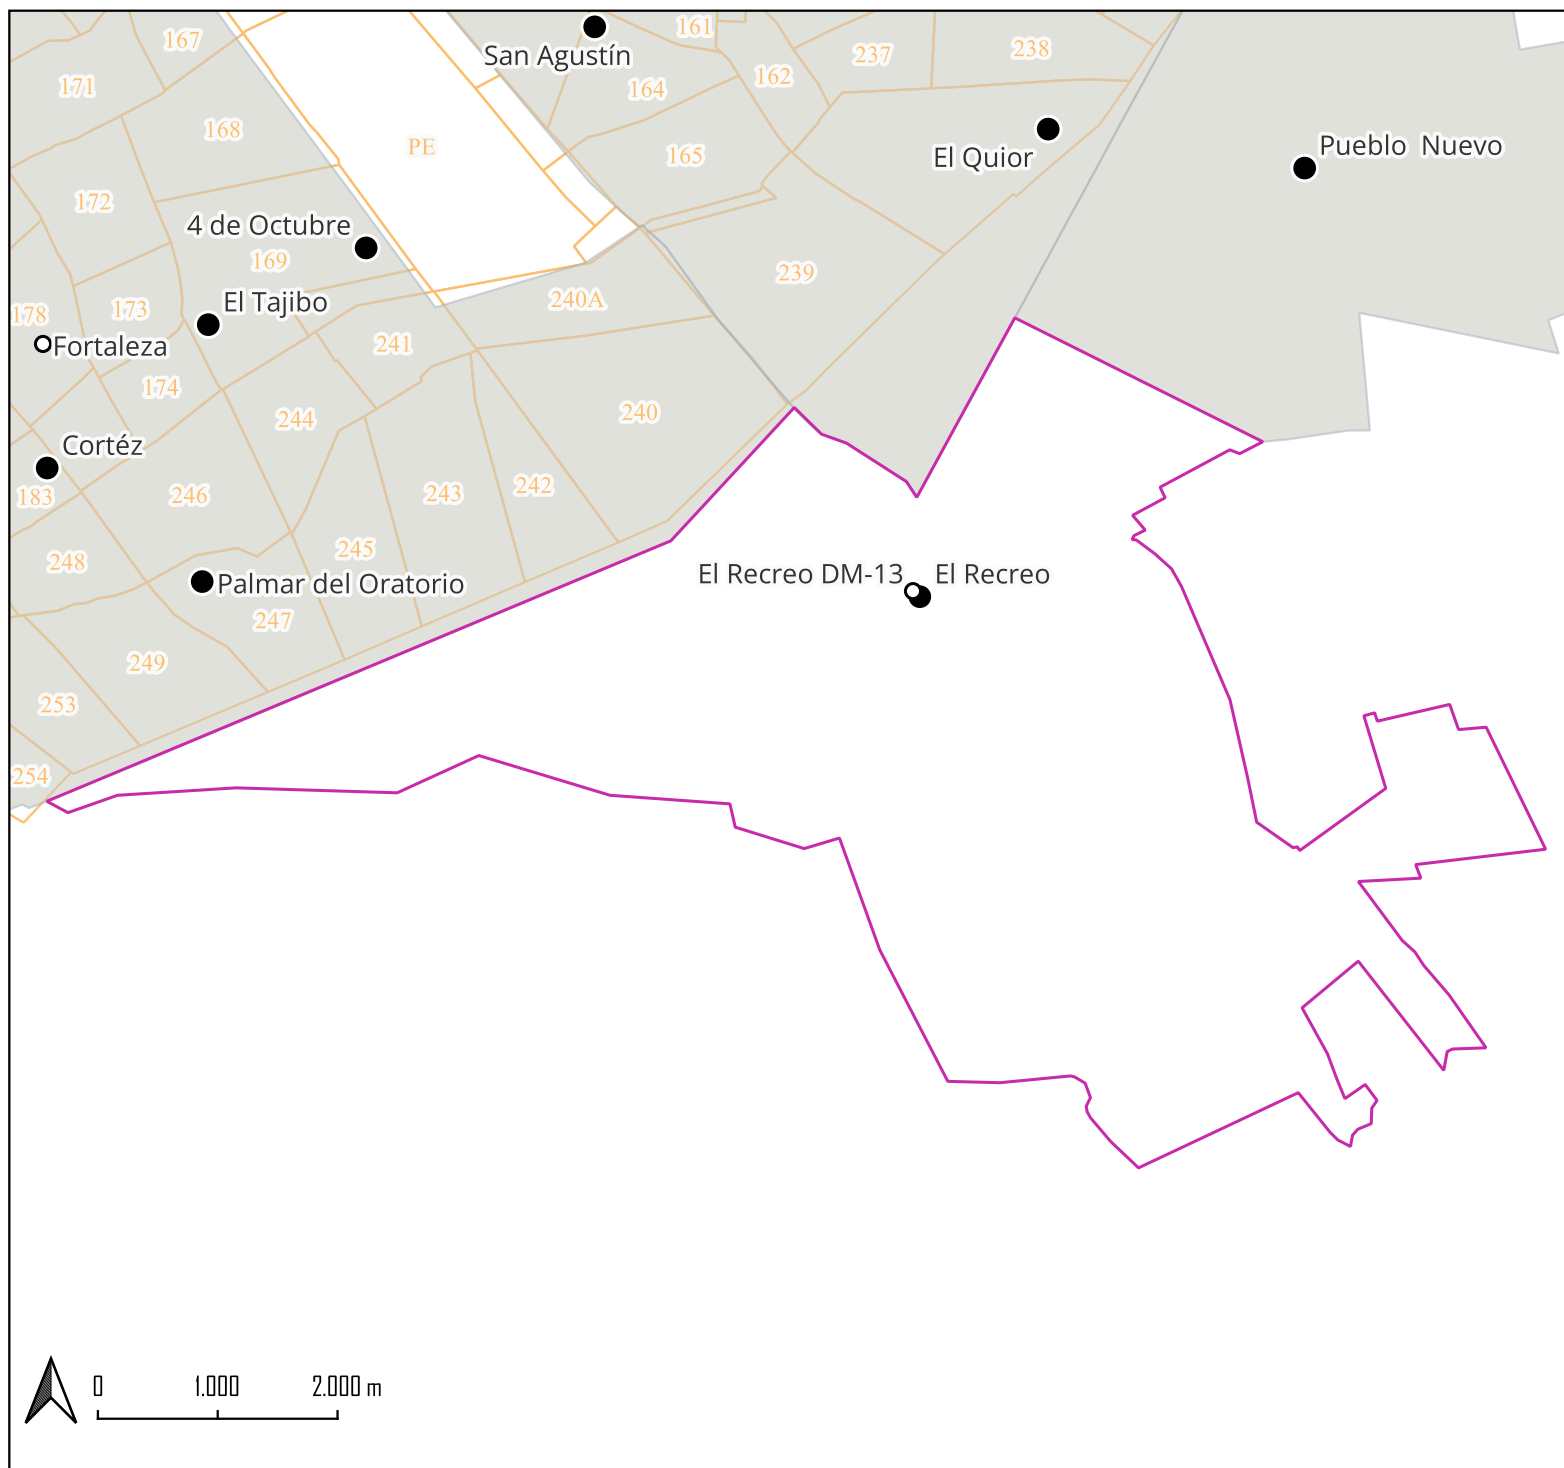 161
San Agustín
167
237
238
171
162
164
168
PE
Pueblo Nuevo
165
El Quior
172
4 de Octubre
169
239
240A
El Tajibo
173
178
Fortaleza
241
174
240
244
Cortéz
183
246
243
242
245
248
El Recreo DM-13
El Recreo
Palmar del Oratorio
247
249
253
254
0 1.000 2.000 m